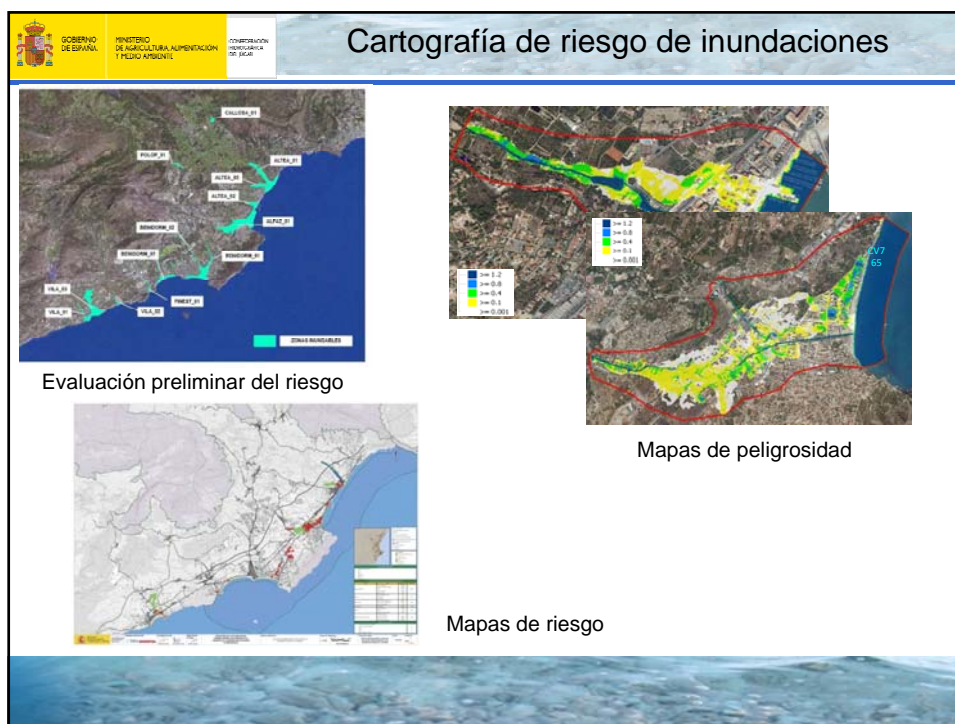 GOBIERNO
DE ESPAÑA
MINISTERIO
DE AGRICULTURA, ALIMENTACIÓN
Y MEDIO AMBIENTE
CONFEDERACIÓN
HIDROGRÁFICA
DEL JÚCAR
Cartografía de riesgo de inundaciones
CALLOSA_01
POLOP_01
ALTEA_01
ALTEA_02
ALTEA_03
ALFAZ_01
BENIDORM_02
BENIDORM_01
BENIDORM_01
VILA_03
FINEST_01
VILA_01
VILA_02
ZONAS INUNDABLES
Evaluación preliminar del riesgo
>= 1.2
>= 0.8
>= 0.4
>= 0.1
>= 0.001
>= 1.2
>= 0.8
>= 0.4
>= 0.1
>= 0.001
CV7
65
Mapas de peligrosidad
Mapas de riesgo